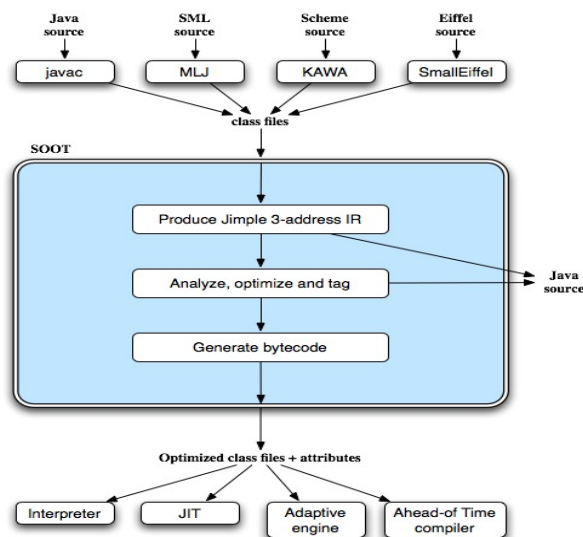 Java source
SML source
Scheme source
Eiffel source
javac
MLJ
KAWA
SmallEiffel
class files
SOOT
Produce Jimple 3-address IR
Analyze, optimize and tag
Java source
Generate bytecode
Optimized class files + attributes
Interpreter
JIT
Adaptive engine
Ahead-of Time compiler